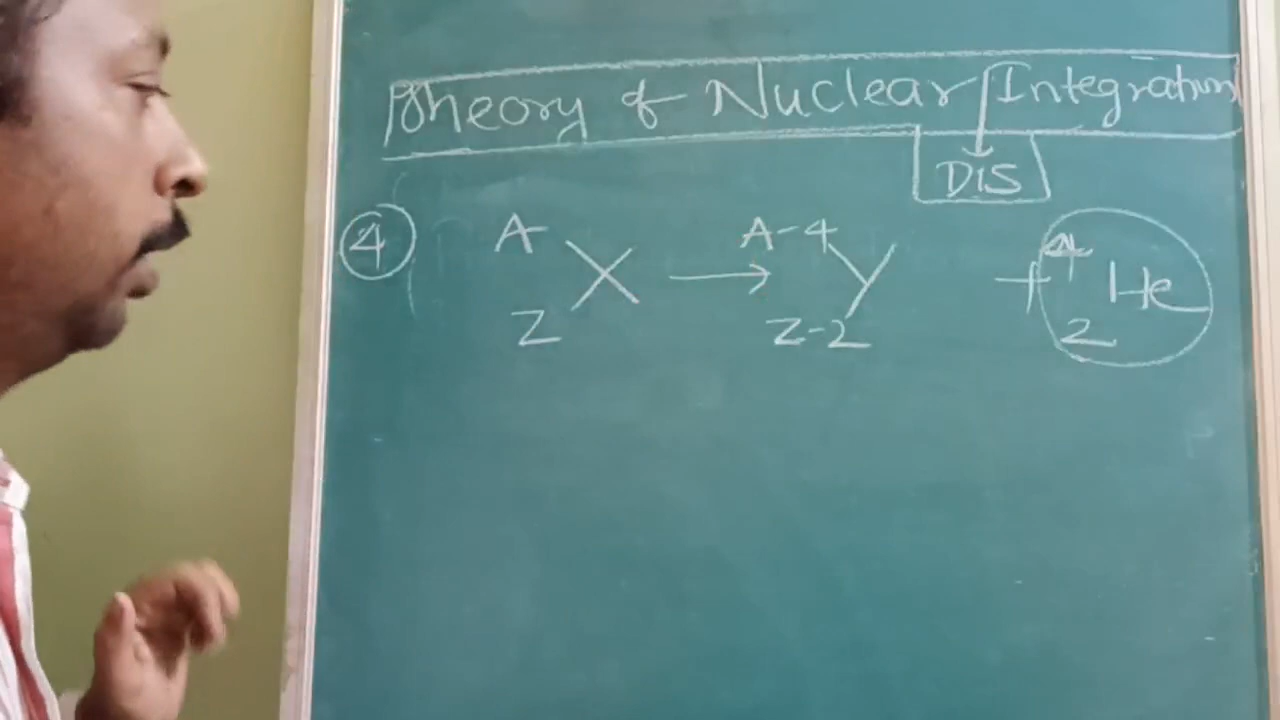 Theory of Nuclear Integration
DIS
④ A X Z → A-4 Y Z-2 + 4 He 2